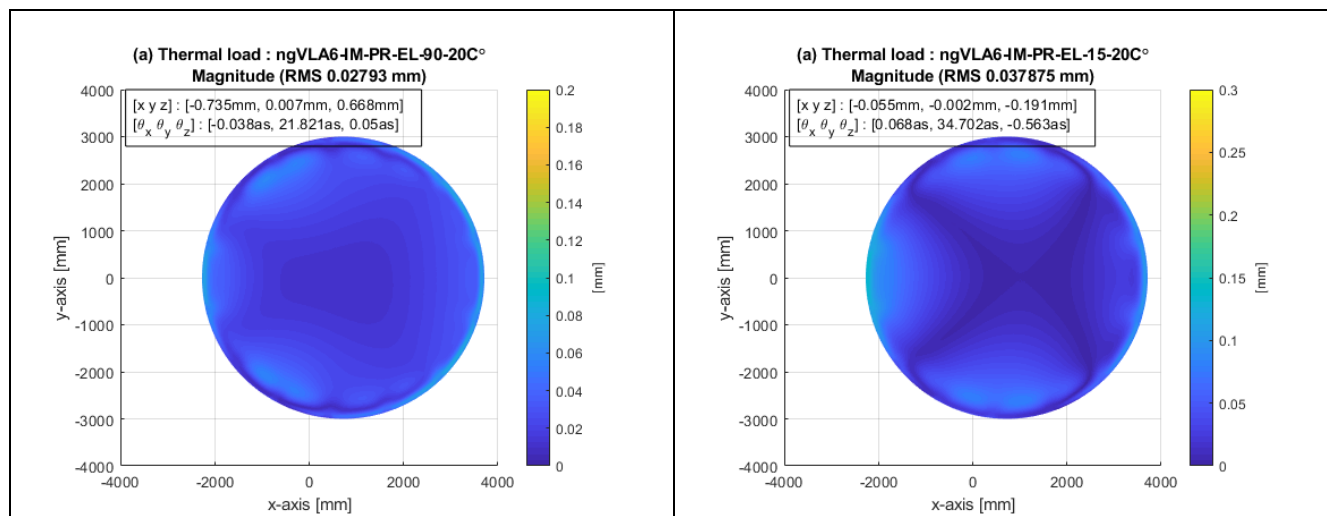 (a) Thermal load : ngVLA6-IM-PR-EL-90-20C°
Magnitude (RMS 0.02793 mm)
[x y z] : [-0.735mm, 0.007mm, 0.668mm]
[θx θy θz] : [-0.038as, 21.821as, 0.05as]
4000
3000
2000
1000
0
-1000
-2000
-3000
-4000
y-axis [mm]
-4000 -2000 0 2000 4000
x-axis [mm]
0.2
0.18
0.16
0.14
0.12
0.1
0.08
0.06
0.04
0.02
0
[mm]
(a) Thermal load : ngVLA6-IM-PR-EL-15-20C°
Magnitude (RMS 0.037875 mm)
[x y z] : [-0.055mm, -0.002mm, -0.191mm]
[θx θy θz] : [0.068as, 34.702as, -0.563as]
4000
3000
2000
1000
0
-1000
-2000
-3000
-4000
y-axis [mm]
-4000 -2000 0 2000 4000
x-axis [mm]
0.3
0.25
0.2
0.15
0.1
0.05
0
[mm]